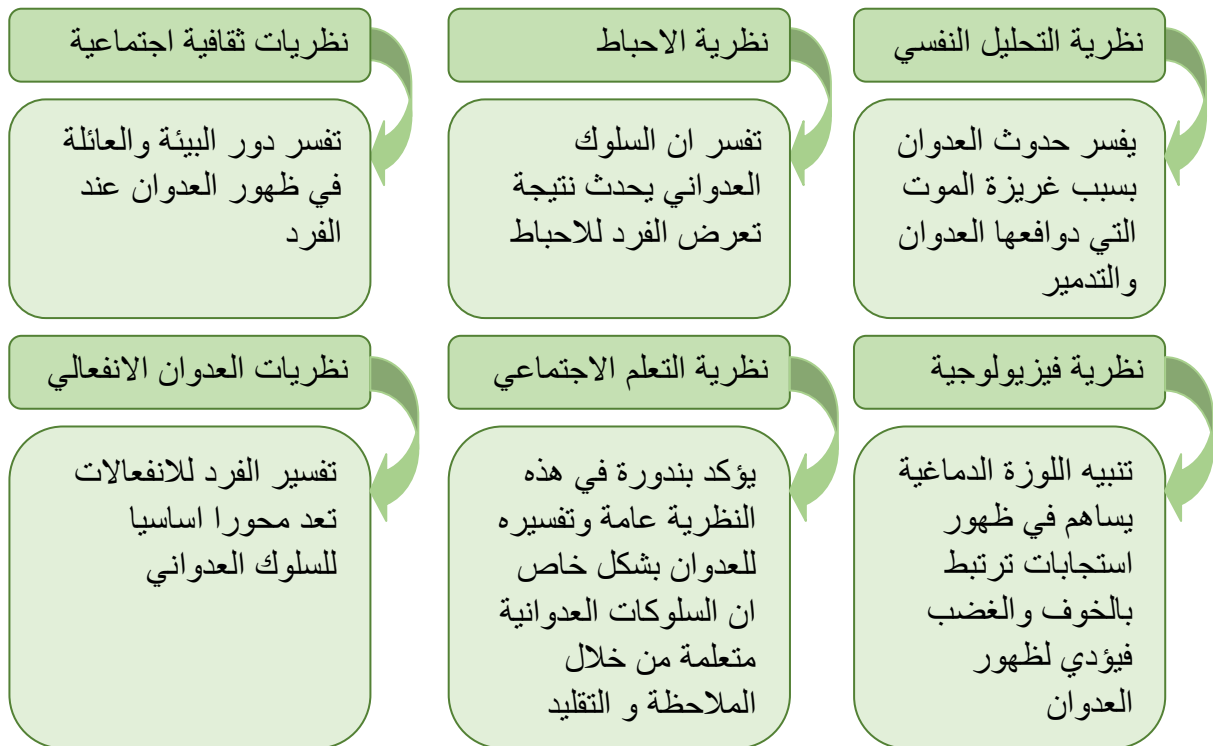 نظرية التحليل النفسي
يفسر حدوث العدوان
بسبب غريزة الموت
التي دوافعها العدوان
والتدمير
نظرية الاحباط
تفسر ان السلوك
العدواني يحدث نتيجة
تعرض الفرد للاحباط
نظريات ثقافية اجتماعية
تفسر دور البيئة والعائلة
في ظهور العدوان عند
الفرد
نظرية فيزيولوجية
تنبيه اللوزة الدماغية
يساهم في ظهور
استجابات ترتبط
بالخوف والغضب
فيؤدي لظهور
العدوان
نظرية التعلم الاجتماعي
يؤكد بندورة في هذه
النظرية عامة وتفسيره
للعدوان بشكل خاص
ان السلوكات العدوانية
متعلمة من خلال
الملاحظة و التقليد
نظريات العدوان الانفعالي
تفسير الفرد للانفعالات
تعد محورا اساسيا
للسلوك العدواني